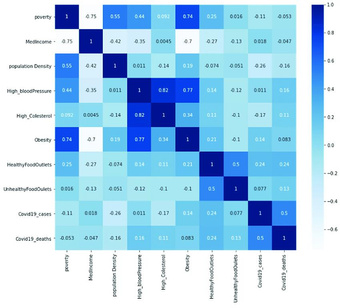 poverty 1 -0.75 0.55 0.44 0.74 0.25 0.016 -0.11 -0.053
MedIncome -0.75 1 -0.42 -0.35 0.0045 -0.7 -0.27 -0.13 0.018 -0.047
population Density 0.55 -0.42 1 0.011 -0.14 -0.074 -0.051 -0.26 -0.16
High_bloodPressure 0.44 -0.35 0.011 1 0.82 0.77 -0.12 0.011
High_Colesterol 0.0045 -0.14 0.82 1 0.34 -0.1 -0.17
Obesity 0.74 -0.7 0.77 0.34 1 -0.1 0.083
HealthyFoodOutlets 0.25 -0.27 -0.074 1 0.5 0.24
UnhealthyFoodOutlets 0.016 -0.13 -0.051 -0.12 -0.1 -0.1 0.5 1 0.077
Covid19_cases -0.11 0.018 -0.26 0.011 -0.17 0.24 0.077 1 0.5
Covid19_deaths -0.053 -0.047 -0.16 0.083 0.5 1
poverty
MedIncome
population Density
High_bloodPressure
High_Colesterol
Obesity
HealthyFoodOutlets
UnhealthyFoodOutlets
Covid19_cases
Covid19_deaths
1.0
0.8
0.6
0.4
0.2
0.0
-0.2
-0.4
-0.6